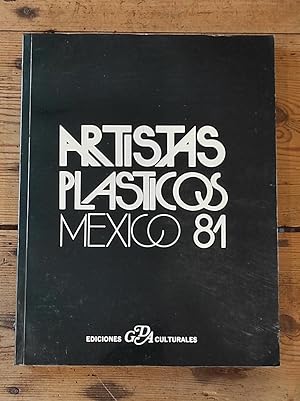 ARTISTAS
PLASTICOS
MEXICO 81
EDICIONES GDA CULTURALES